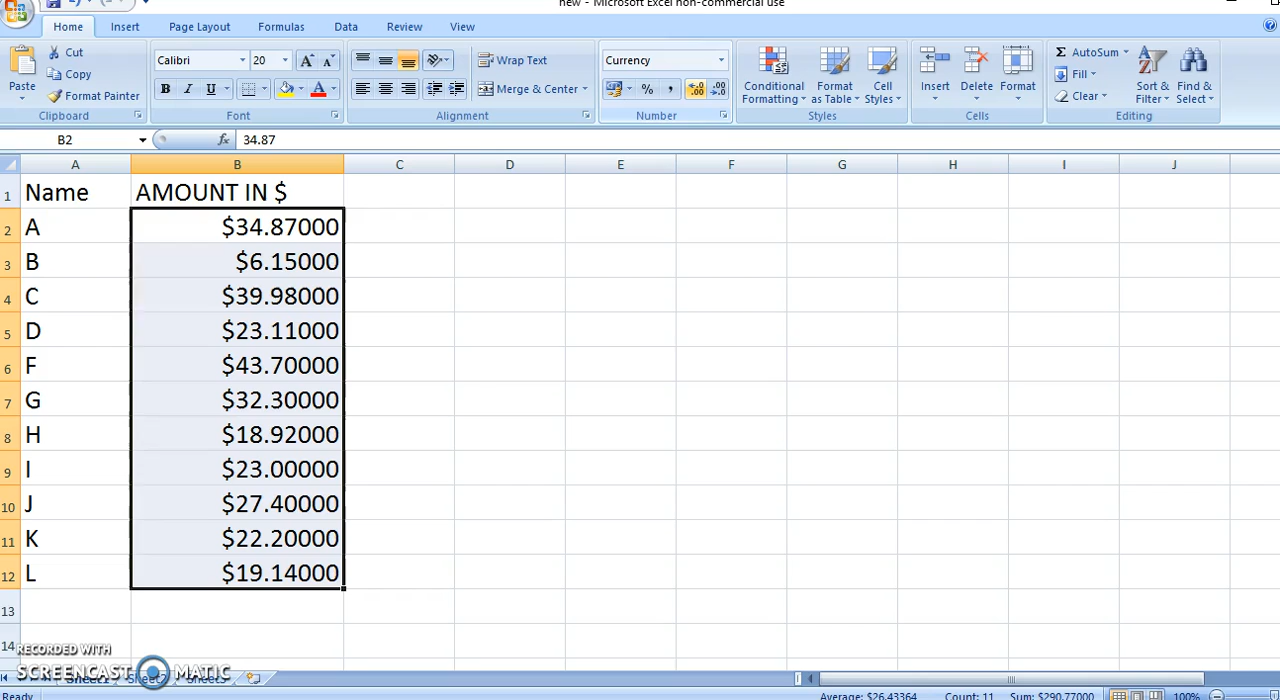 new - Microsoft Excel non-commercial use
Home Insert Page Layout Formulas Data Review View
Paste
Cut
Copy
Format Painter
Clipboard
Calibri 20
B I U
Font
Wrap Text
Merge & Center
Alignment
Currency
%
Number
Conditional Formatting
Format as Table
Cell Styles
Styles
Insert Delete Format
Cells
Σ AutoSum
Fill
Clear
Sort & Filter
Find & Select
Editing
B2 fx 34.87
A B C D E F G H I J
1 Name AMOUNT IN $
2 A $34.87000
3 B $6.15000
4 C $39.98000
5 D $23.11000
6 F $43.70000
7 G $32.30000
8 H $18.92000
9 I $23.00000
10 J $27.40000
11 K $22.20000
12 L $19.14000
13
14
RECORDED WITH
SCREENCAST MATIC
Sheet1 Sheet2 Sheet3
Ready Average: $26.43364 Count: 11 Sum: $290.77000 100%